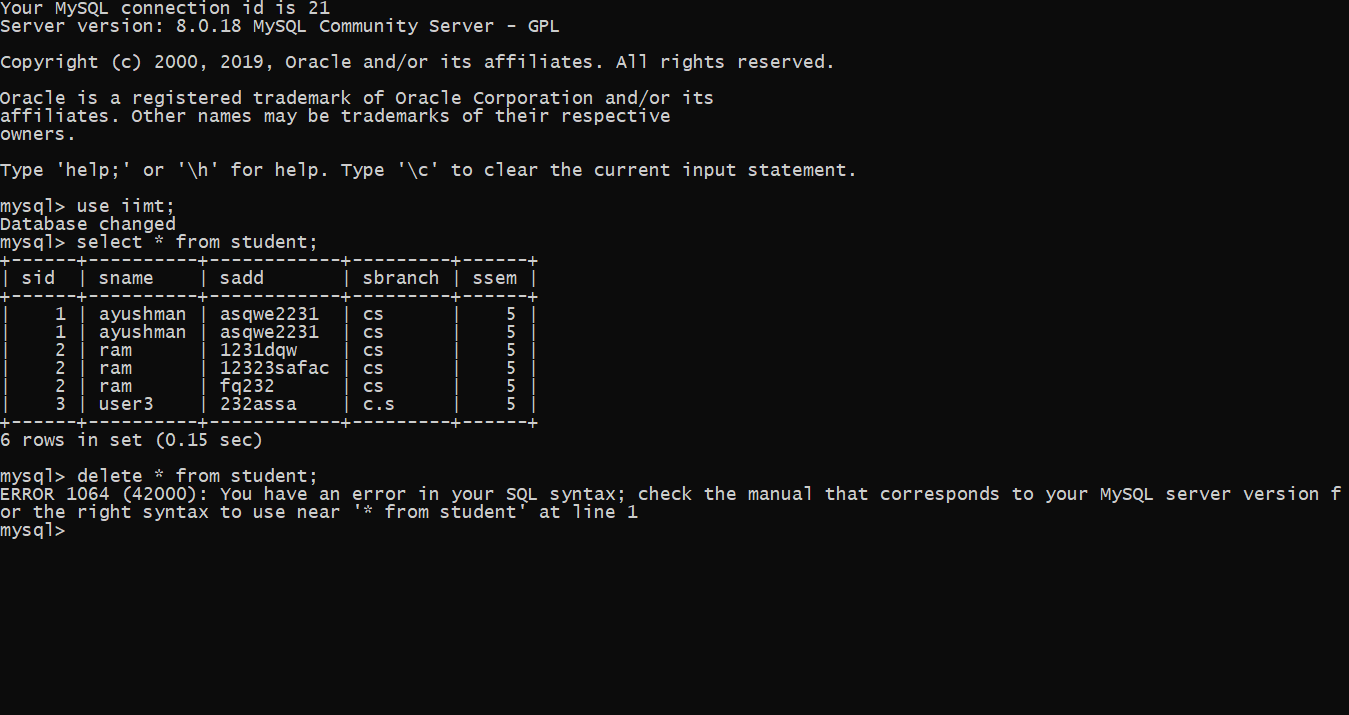 Your MySQL connection id is 21
Server version: 8.0.18 MySQL Community Server - GPL
Copyright (c) 2000, 2019, Oracle and/or its affiliates. All rights reserved.
Oracle is a registered trademark of Oracle Corporation and/or its
affiliates. Other names may be trademarks of their respective
owners.
Type 'help;' or '\h' for help. Type '\c' to clear the current input statement.
mysql> use iimt;
Database changed
mysql> select * from student;
+------+----------+------------+---------+------+
| sid  | sname    | sadd       | sbranch | ssem |
+------+----------+------------+---------+------+
|    1 | ayushman | asqwe2231  | cs      |    5 |
|    1 | ayushman | asqwe2231  | cs      |    5 |
|    2 | ram      | 1231dqw    | cs      |    5 |
|    2 | ram      | 12323safac | cs      |    5 |
|    2 | ram      | fq232      | cs      |    5 |
|    3 | user3    | 232assa    | c.s     |    5 |
+------+----------+------------+---------+------+
6 rows in set (0.15 sec)
mysql> delete * from student;
ERROR 1064 (42000): You have an error in your SQL syntax; check the manual that corresponds to your MySQL server version f
or the right syntax to use near '* from student' at line 1
mysql>